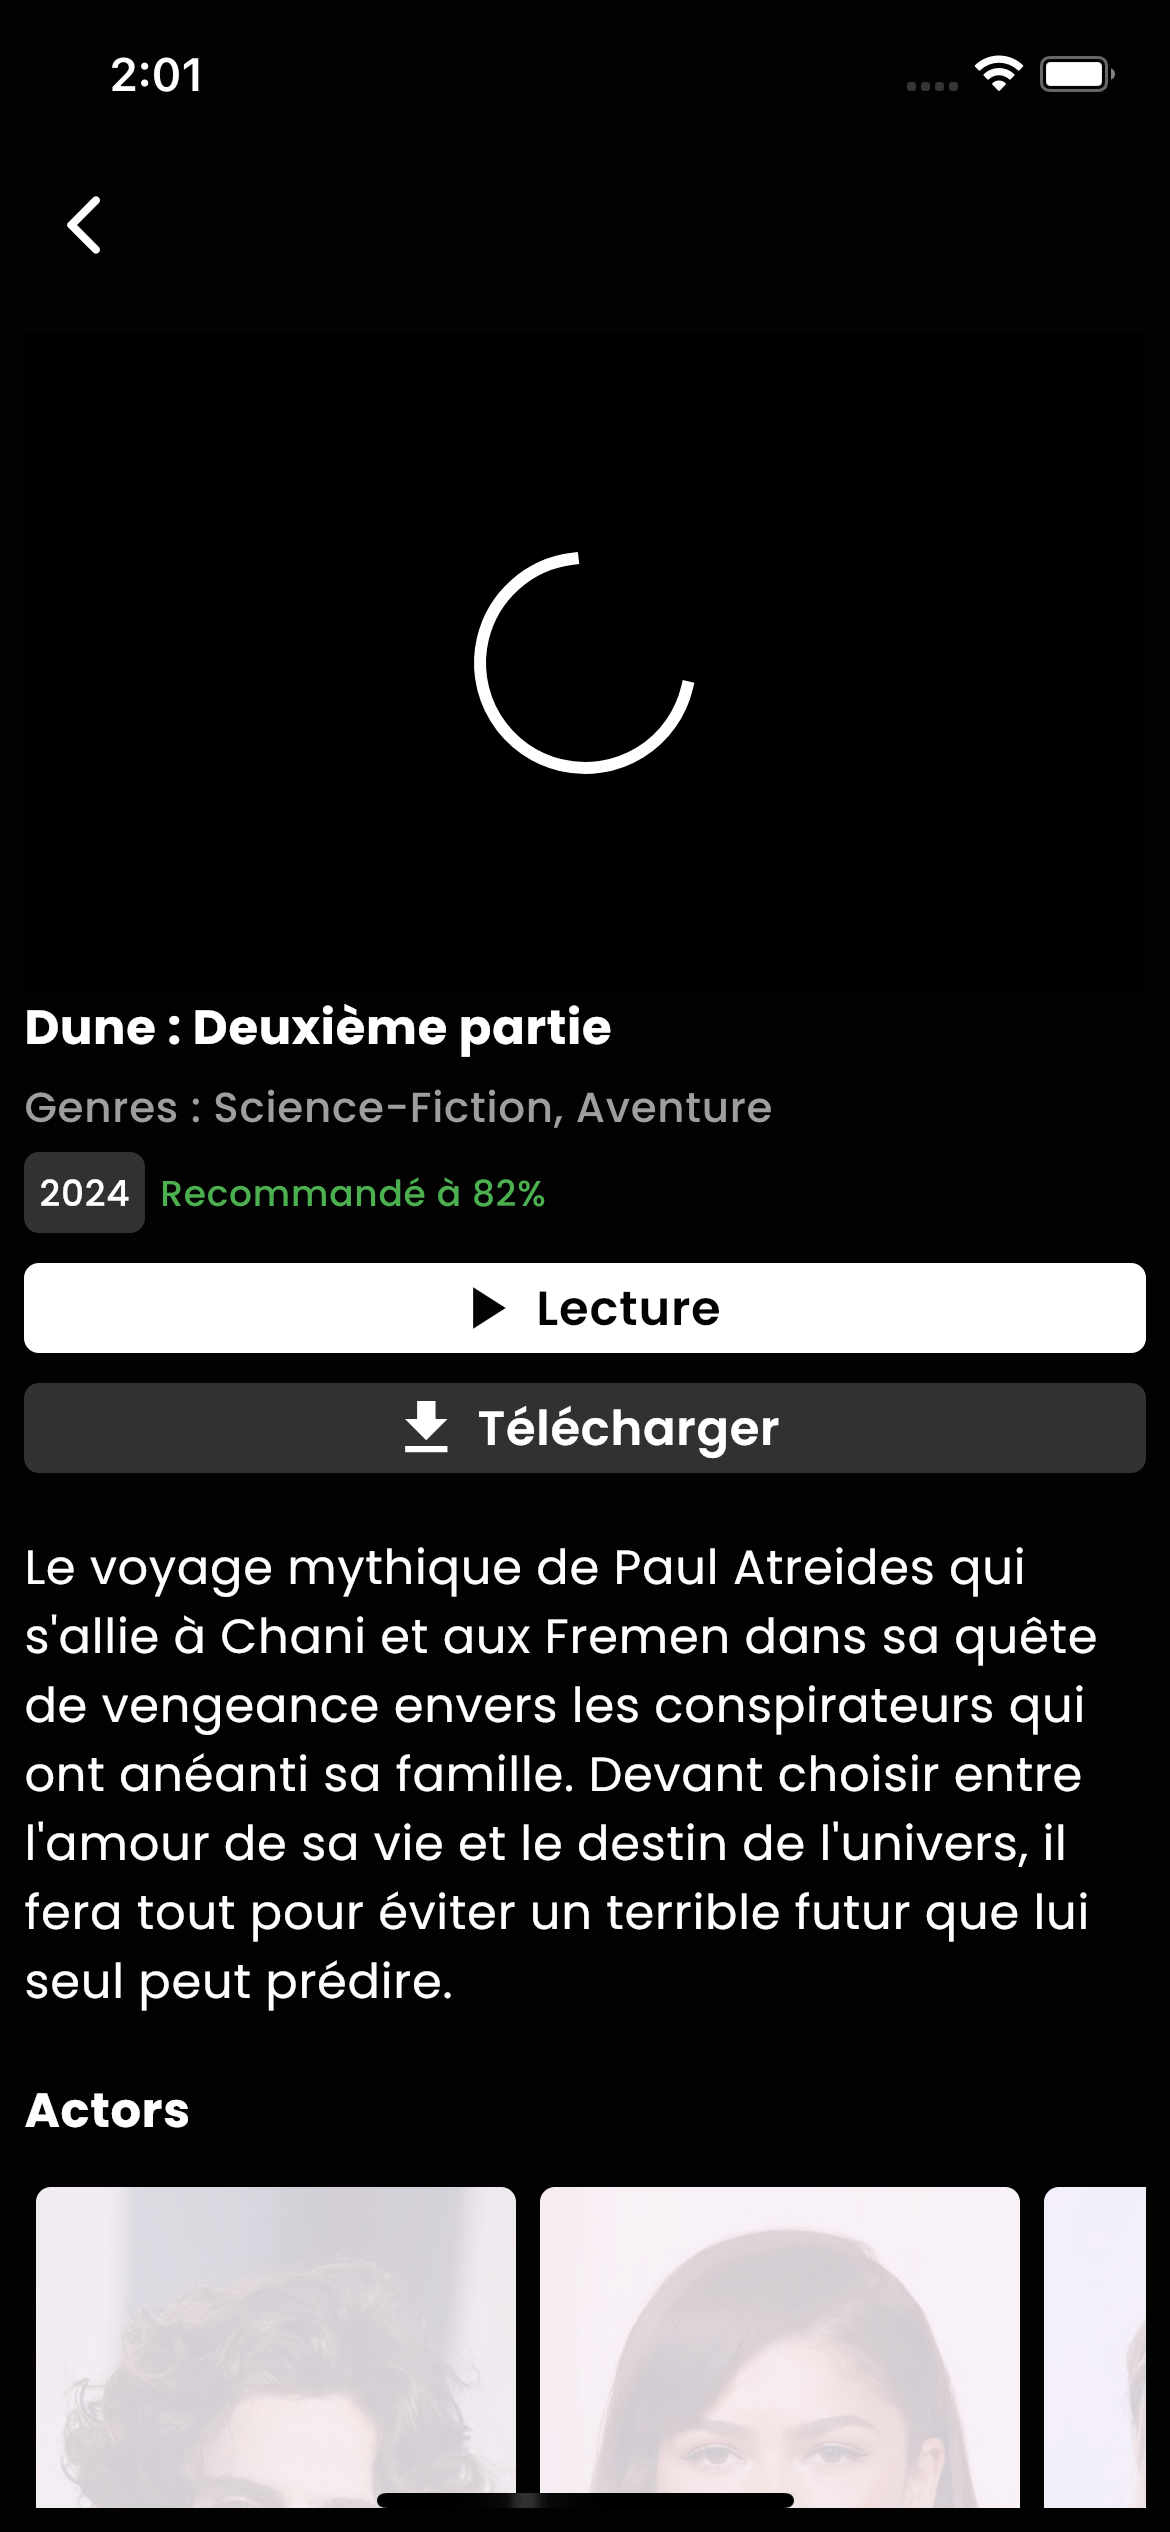 2:01
Dune : Deuxième partie
Genres : Science-Fiction, Aventure
2024 Recommandé à 82%
Lecture
Télécharger
Le voyage mythique de Paul Atreides qui
s'allie à Chani et aux Fremen dans sa quête
de vengeance envers les conspirateurs qui
ont anéanti sa famille. Devant choisir entre
l'amour de sa vie et le destin de l'univers, il
fera tout pour éviter un terrible futur que lui
seul peut prédire.
Actors